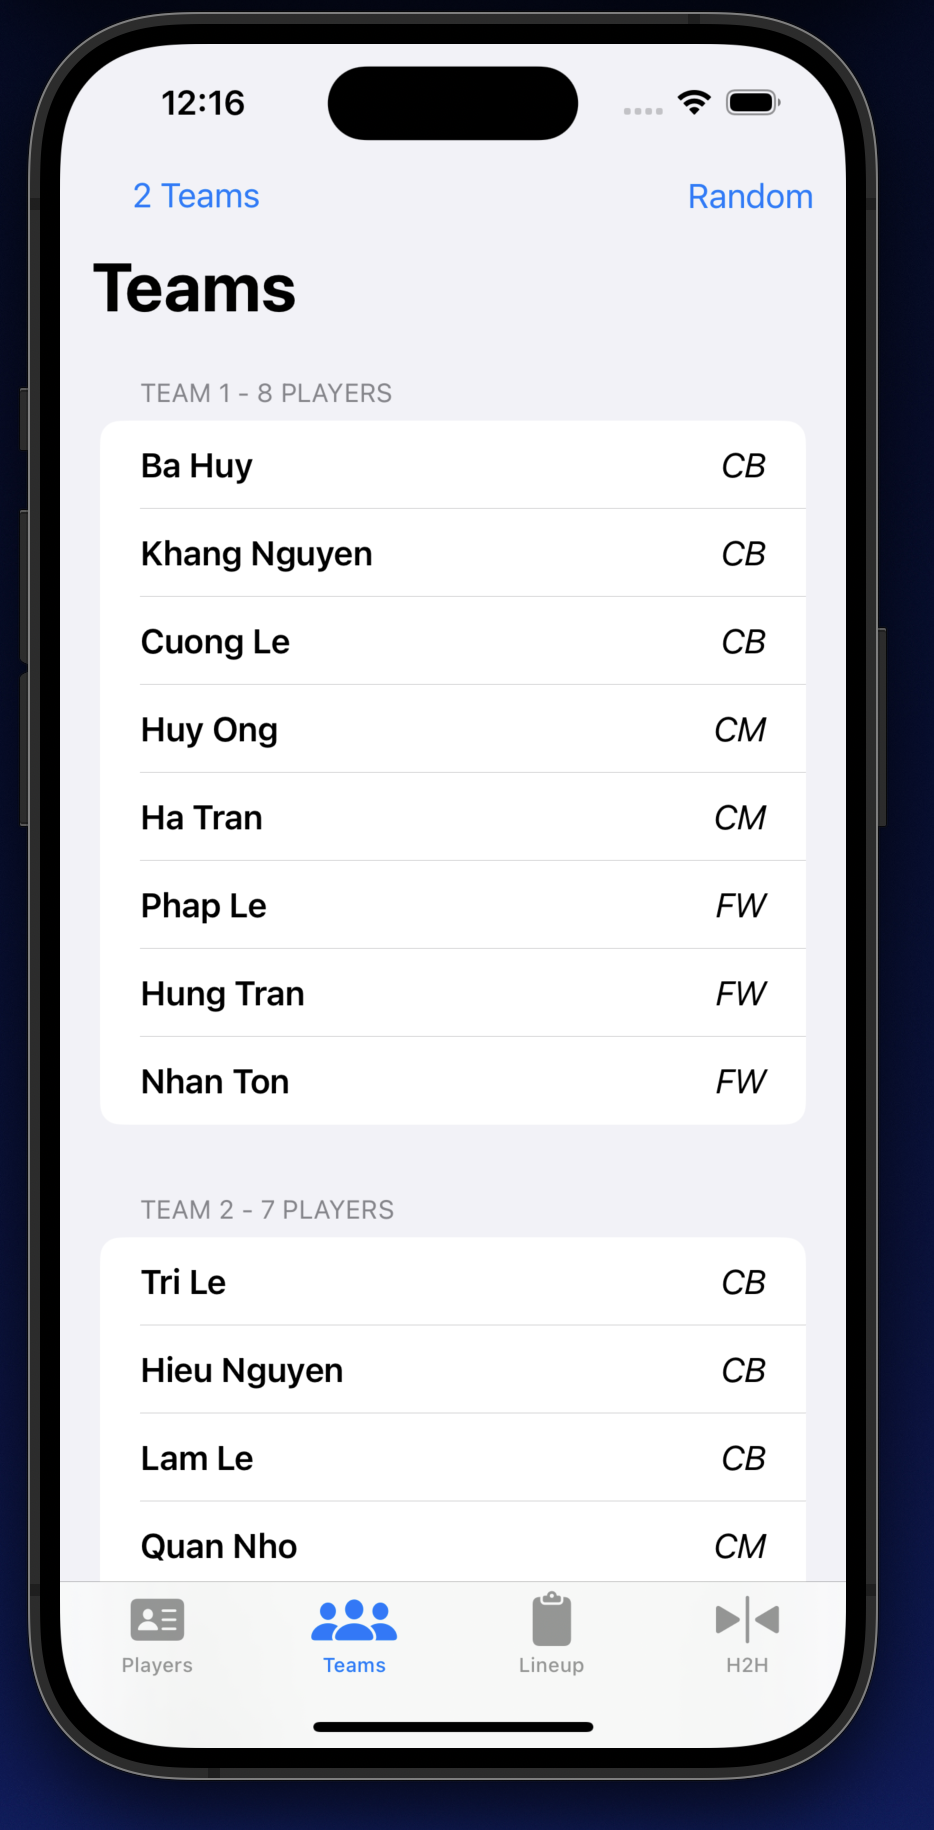 12:16
2 Teams Random
Teams
TEAM 1 - 8 PLAYERS
Ba Huy CB
Khang Nguyen CB
Cuong Le CB
Huy Ong CM
Ha Tran CM
Phap Le FW
Hung Tran FW
Nhan Ton FW
TEAM 2 - 7 PLAYERS
Tri Le CB
Hieu Nguyen CB
Lam Le CB
Quan Nho CM
Players Teams Lineup H2H